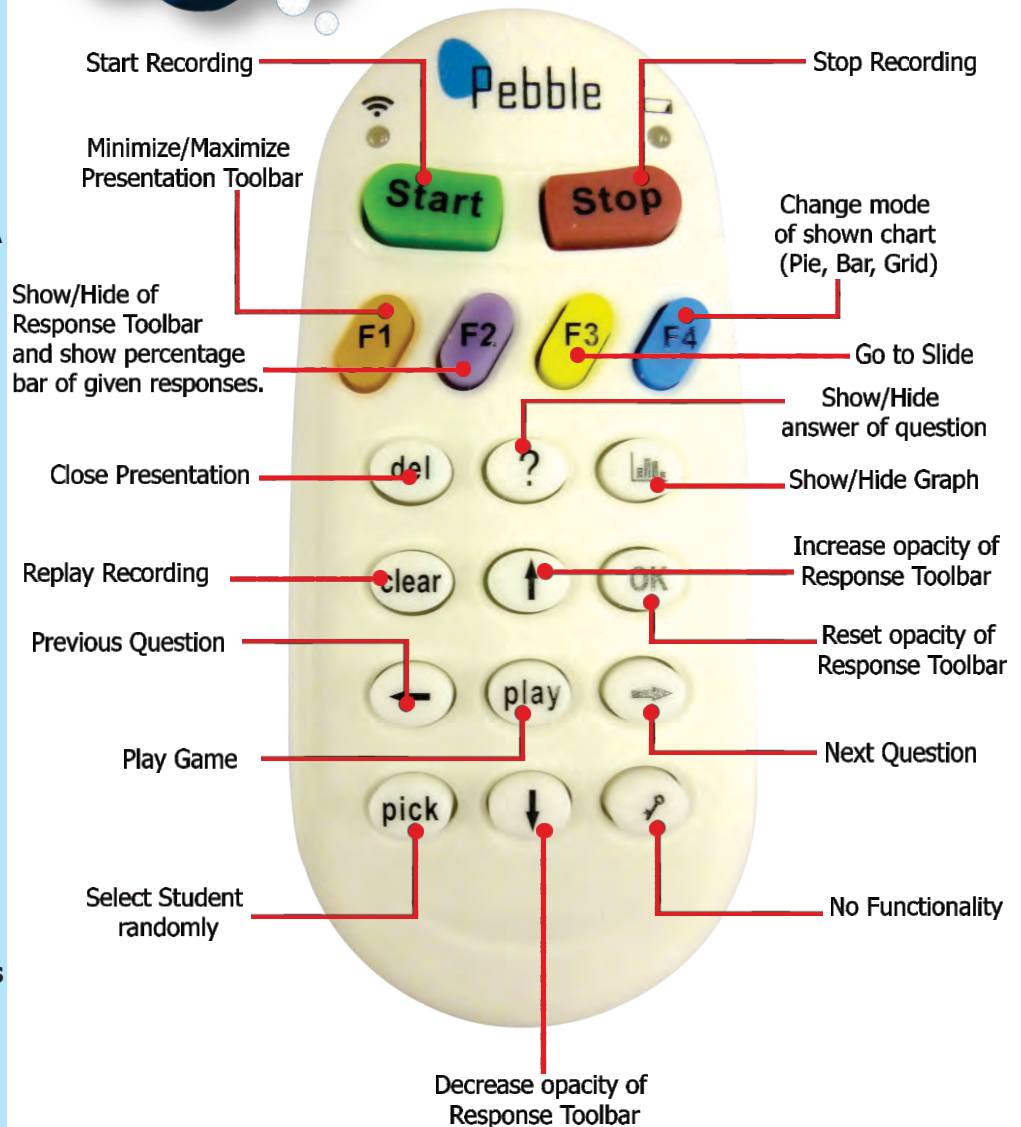 Pebble
Start Recording
Stop Recording
Minimize/Maximize
Presentation Toolbar
Start
Stop
Change mode
of shown chart
(Pie, Bar, Grid)
Show/Hide of
Response Toolbar
and show percentage
bar of given responses.
F1
F2
F3
F4
Go to Slide
Show/Hide
answer of question
Close Presentation
del
?
Show/Hide Graph
Replay Recording
clear
OK
Increase opacity of
Response Toolbar
Previous Question
Reset opacity of
Response Toolbar
play
Play Game
Next Question
pick
Select Student
randomly
No Functionality
Decrease opacity of
Response Toolbar